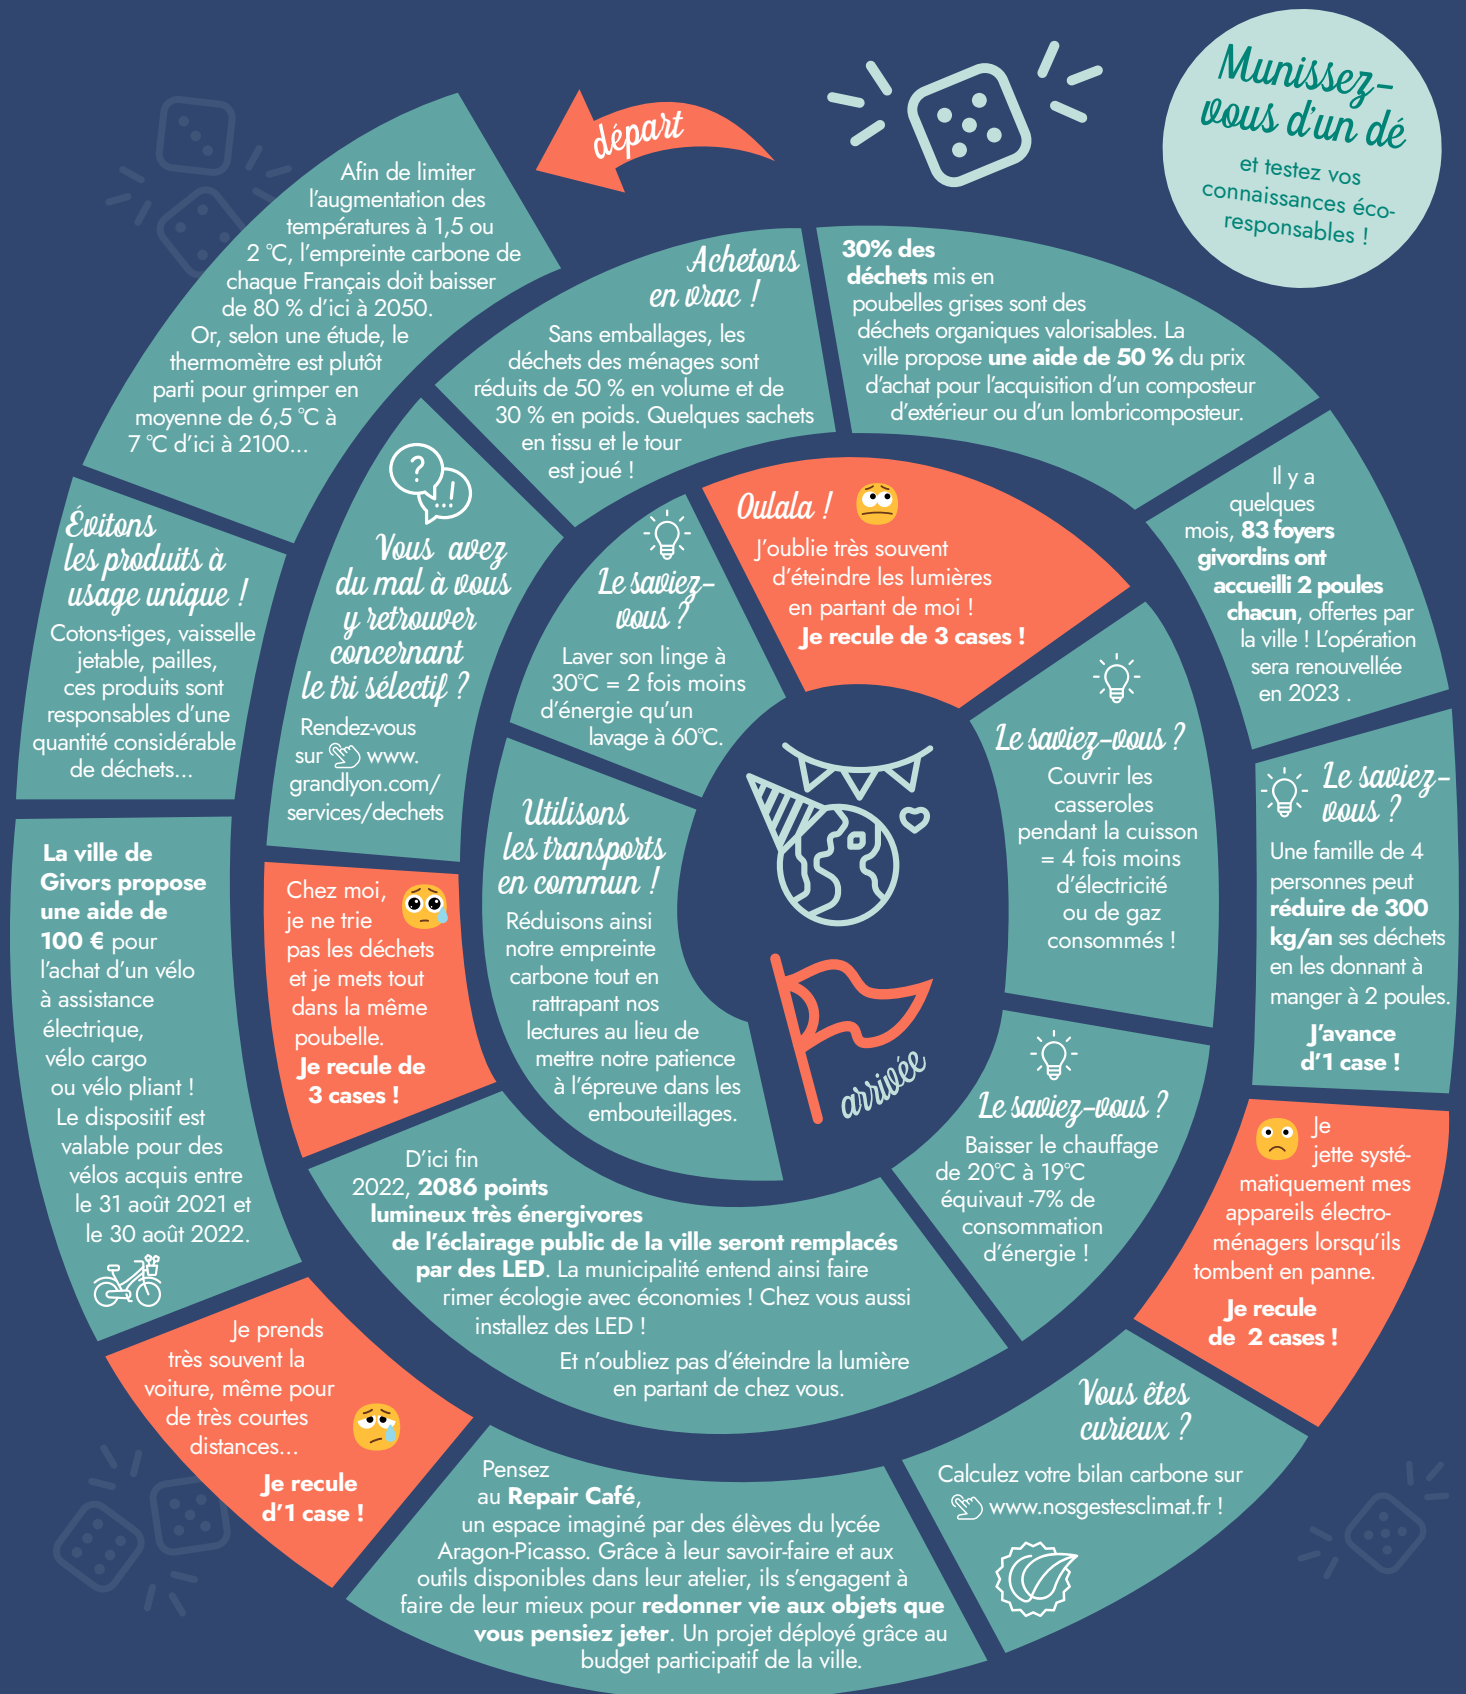 départ
Munissez-
vous d'un dé
et testez vos
connaissances éco-
responsables !
Afin de limiter
l'augmentation des
températures à 1,5 ou
2 °C, l'empreinte carbone de
chaque Français doit baisser
de 80 % d'ici à 2050.
Or, selon une étude, le
thermomètre est plutôt
parti pour grimper en
moyenne de 6,5 °C à
7 °C d'ici à 2100...
Évitons
les produits à
usage unique !
Cotons-tiges, vaisselle
jetable, pailles,
ces produits sont
responsables d'une
quantité considérable
de déchets...
La ville de
Givors propose
une aide de
100 € pour
l'achat d'un vélo
à assistance
électrique,
vélo cargo
ou vélo pliant !
Le dispositif est
valable pour des
vélos acquis entre
le 31 août 2021 et
le 30 août 2022.
Je prends
très souvent la
voiture, même pour
de très courtes
distances...
Je recule
d'1 case !
Pensez
au Repair Café,
un espace imaginé par des élèves du lycée
Aragon-Picasso. Grâce à leur savoir-faire et aux
outils disponibles dans leur atelier, ils s'engagent à
faire de leur mieux pour redonner vie aux objets que
vous pensiez jeter. Un projet déployé grâce au
budget participatif de la ville.
Vous êtes
curieux ?
Calculez votre bilan carbone sur
www.nosgestesclimat.fr !
Je
jette systé-
matiquement mes
appareils électro-
ménagers lorsqu'ils
tombent en panne.
Je recule
de 2 cases !
Le saviez-
vous ?
Une famille de 4
personnes peut
réduire de 300
kg/an ses déchets
en les donnant à
manger à 2 poules.
J'avance
d'1 case !
Il y a
quelques
mois, 83 foyers
givordins ont
accueilli 2 poules
chacun, offertes par
la ville ! L'opération
sera renouvellée
en 2023 .
30% des
déchets mis en
poubelles grises sont des
déchets organiques valorisables. La
ville propose une aide de 50 % du prix
d'achat pour l'acquisition d'un composteur
d'extérieur ou d'un lombricomposteur.
Achetons
en vrac !
Sans emballages, les
déchets des ménages sont
réduits de 50 % en volume et de
30 % en poids. Quelques sachets
en tissu et le tour
est joué !
?
!
Vous avez
du mal à vous
y retrouver
concernant
le tri sélectif ?
Rendez-vous
sur www.
grandlyon.com/
services/dechets
Chez moi,
je ne trie
pas les déchets
et je mets tout
dans la même
poubelle.
Je recule de
3 cases !
D'ici fin
2022, 2086 points
lumineux très énergivores
de l'éclairage public de la ville seront remplacés
par des LED. La municipalité entend ainsi faire
rimer écologie avec économies ! Chez vous aussi
installez des LED !
Et n'oubliez pas d'éteindre la lumière
en partant de chez vous.
Le saviez-vous ?
Baisser le chauffage
de 20°C à 19°C
équivaut -7% de
consommation
d'énergie !
Le saviez-vous ?
Couvrir les
casseroles
pendant la cuisson
= 4 fois moins
d'électricité
ou de gaz
consommés !
Oulala !
J'oublie très souvent
d'éteindre les lumières
en partant de moi !
Je recule de 3 cases !
Le saviez-
vous ?
Laver son linge à
30°C = 2 fois moins
d'énergie qu'un
lavage à 60°C.
Utilisons
les transports
en commun !
Réduisons ainsi
notre empreinte
carbone tout en
rattrapant nos
lectures au lieu de
mettre notre patience
à l'épreuve dans les
embouteillages.
arrivée